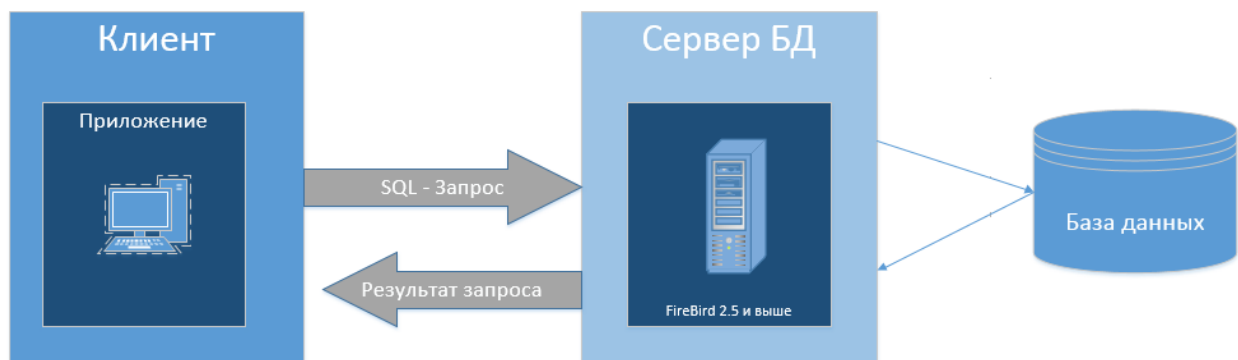 Клиент
Сервер БД
Приложение
SQL - Запрос
База данных
Результат запроса
FireBird 2.5 и выше